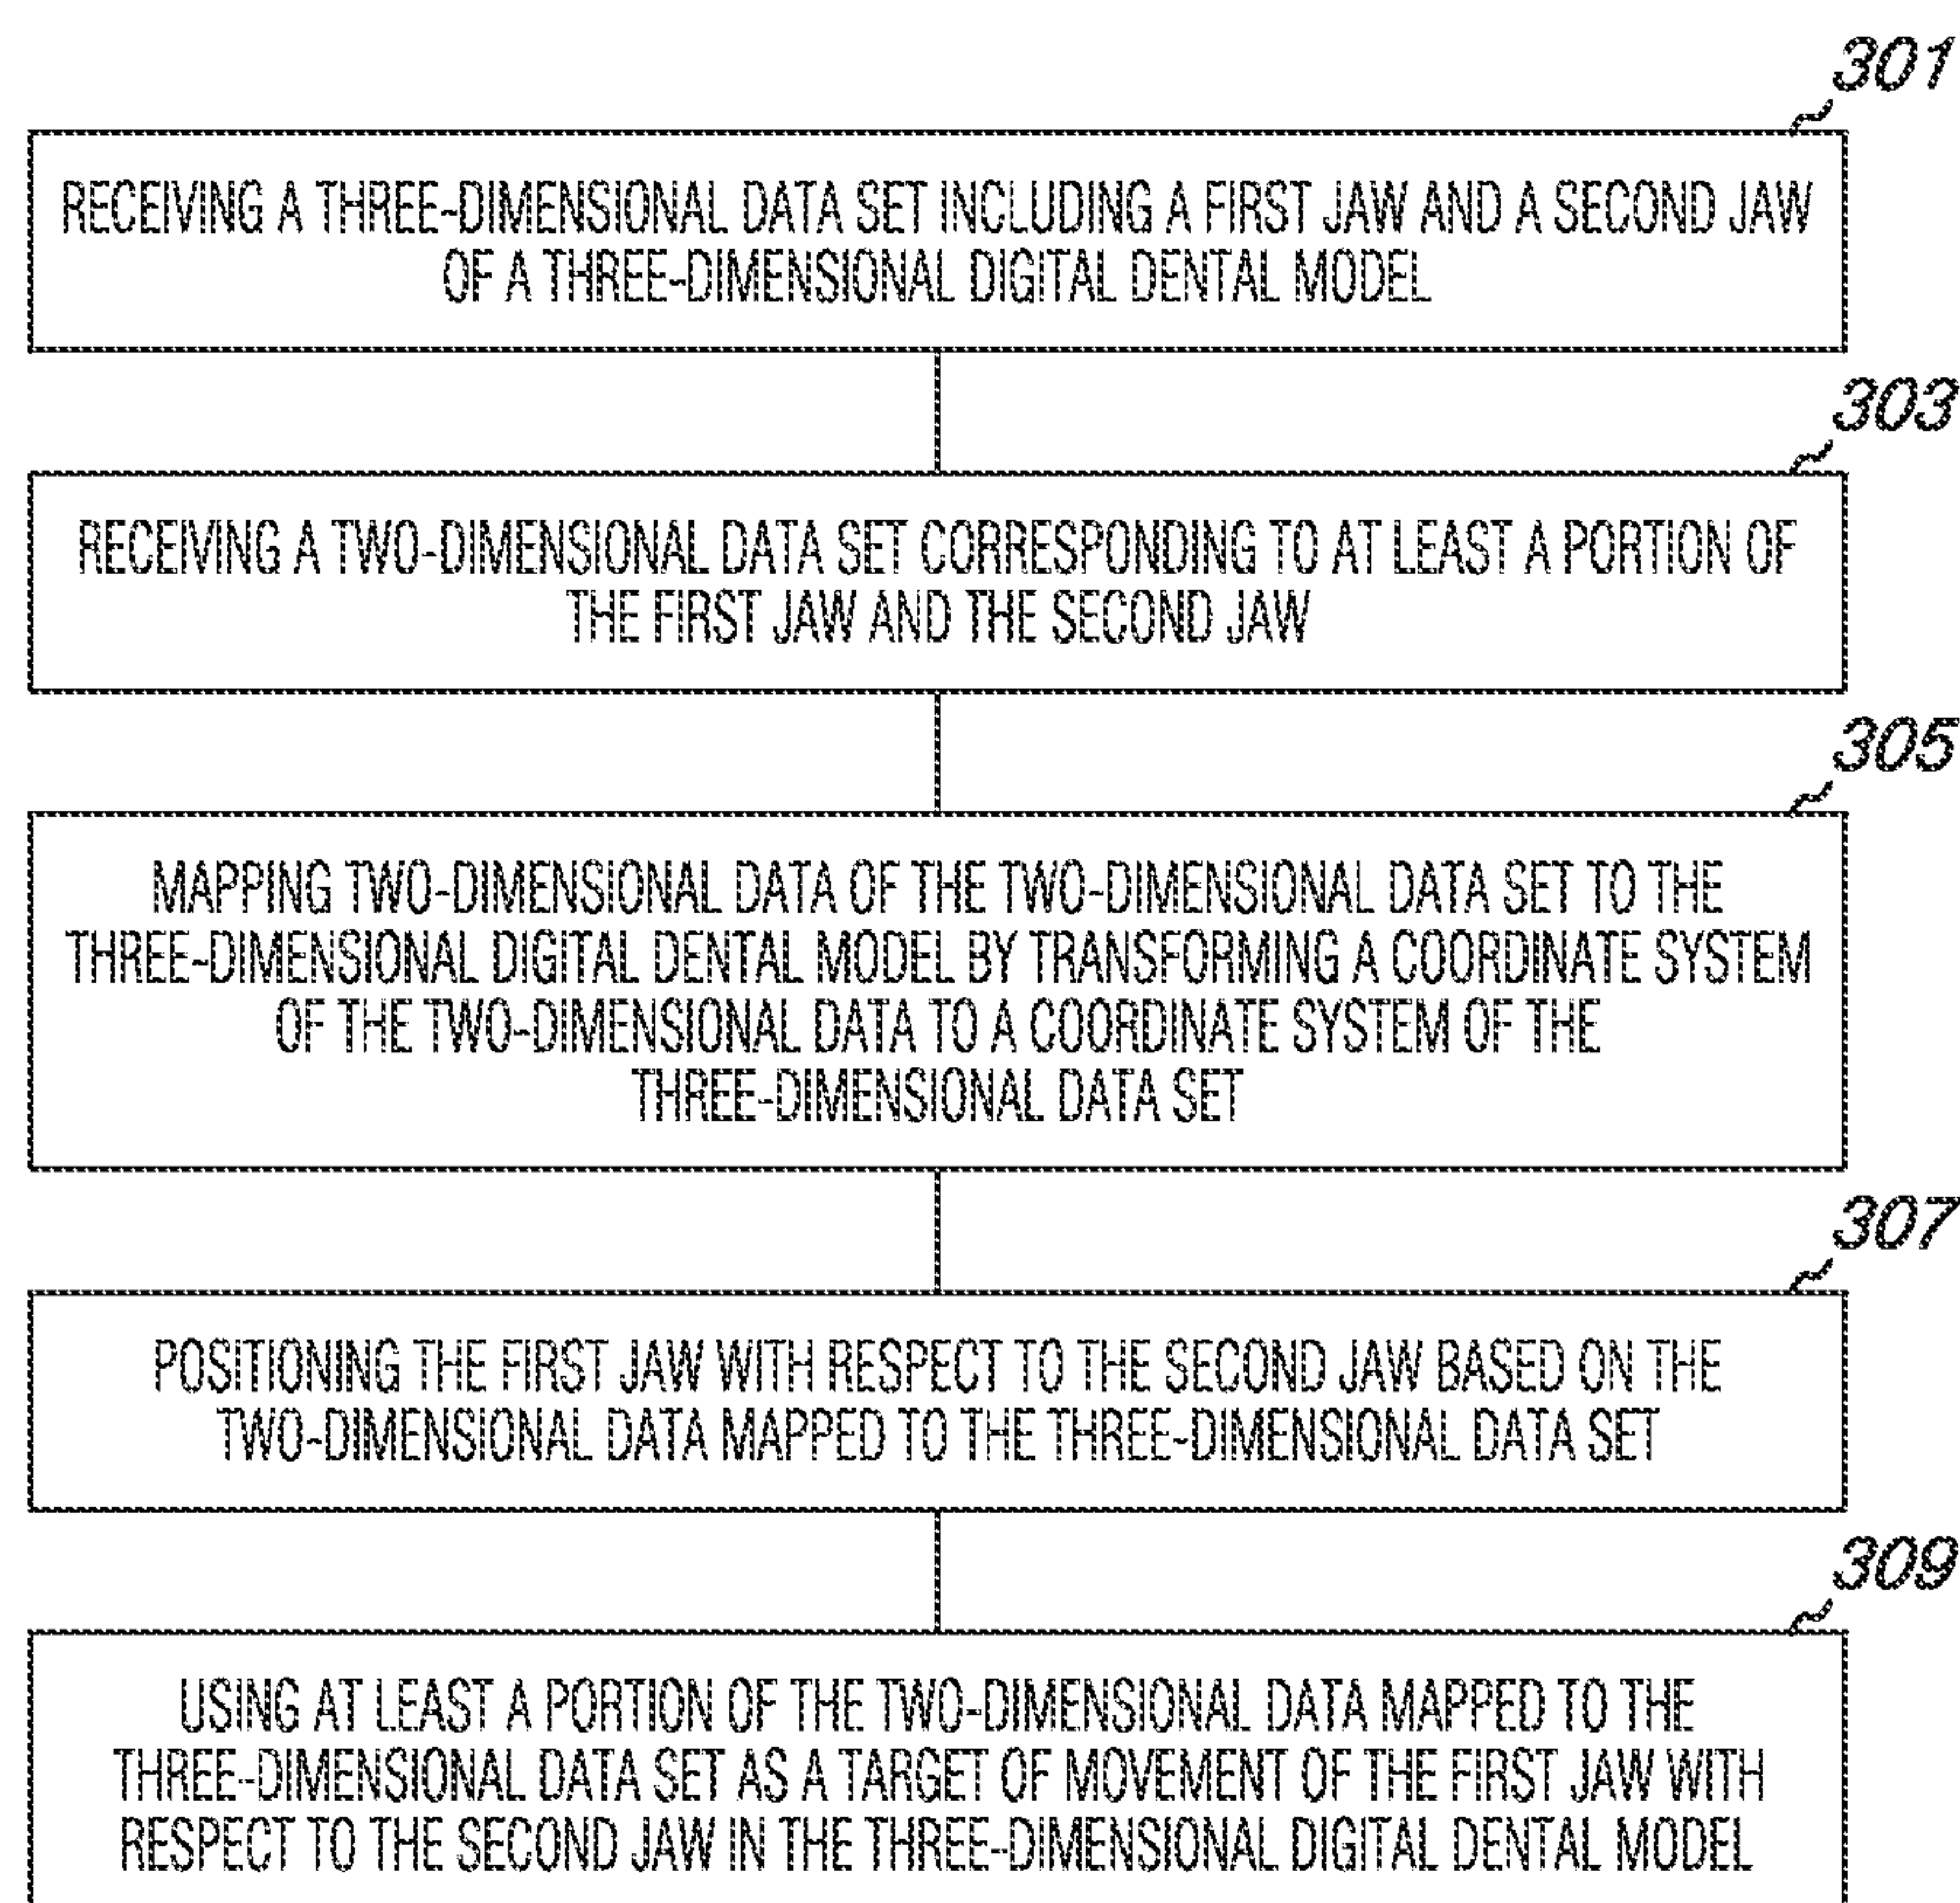 301
RECEIVING A THREE-DIMENSIONAL DATA SET INCLUDING A FIRST JAW AND A SECOND JAW
OF A THREE-DIMENSIONAL DIGITAL DENTAL MODEL
303
RECEIVING A TWO-DIMENSIONAL DATA SET CORRESPONDING TO AT LEAST A PORTION OF
THE FIRST JAW AND THE SECOND JAW
305
MAPPING TWO-DIMENSIONAL DATA OF THE TWO-DIMENSIONAL DATA SET TO THE
THREE-DIMENSIONAL DIGITAL DENTAL MODEL BY TRANSFORMING A COORDINATE SYSTEM
OF THE TWO-DIMENSIONAL DATA TO A COORDINATE SYSTEM OF THE
THREE-DIMENSIONAL DATA SET
307
POSITIONING THE FIRST JAW WITH RESPECT TO THE SECOND JAW BASED ON THE
TWO-DIMENSIONAL DATA MAPPED TO THE THREE-DIMENSIONAL DATA SET
309
USING AT LEAST A PORTION OF THE TWO-DIMENSIONAL DATA MAPPED TO THE
THREE-DIMENSIONAL DATA SET AS A TARGET OF MOVEMENT OF THE FIRST JAW WITH
RESPECT TO THE SECOND JAW IN THE THREE-DIMENSIONAL DIGITAL DENTAL MODEL